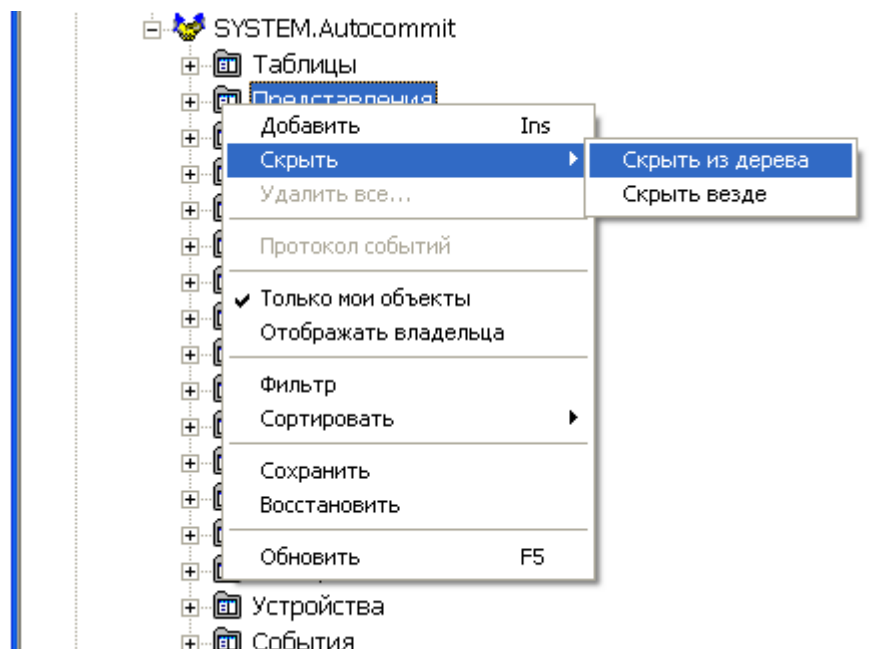 SYSTEM.Autocommit
Таблицы
Представления
Добавить Ins
Скрыть Скрыть из дерева
Удалить все... Скрыть везде
Протокол событий
Только мои объекты
Отображать владельца
Фильтр
Сортировать
Сохранить
Восстановить
Обновить F5
Устройства
События